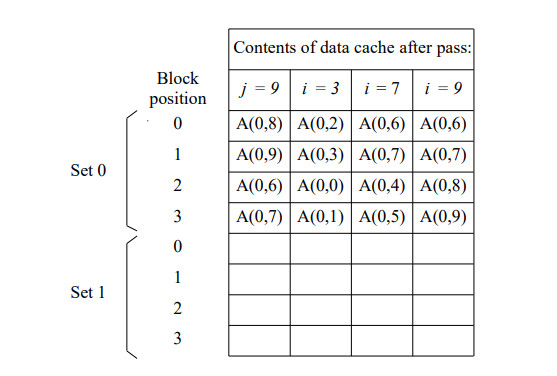 Contents of data cache after pass:
Block position
j = 9 i = 3 i = 7 i = 9
0 A(0,8) A(0,2) A(0,6) A(0,6)
1 A(0,9) A(0,3) A(0,7) A(0,7)
Set 0
2 A(0,6) A(0,0) A(0,4) A(0,8)
3 A(0,7) A(0,1) A(0,5) A(0,9)
0
1
Set 1
2
3